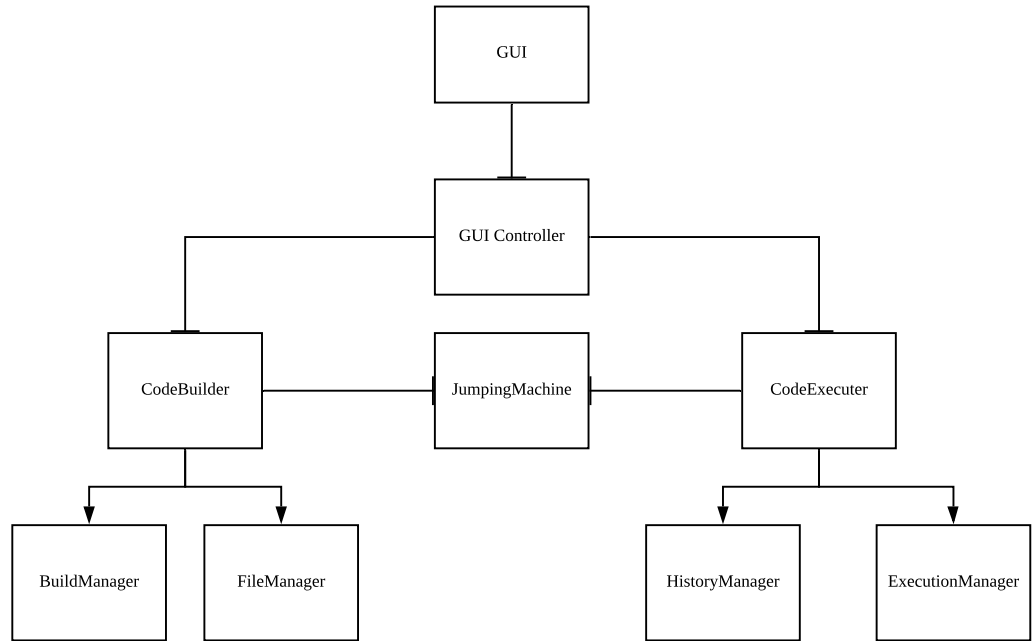 GUI
GUI Controller
CodeBuilder
JumpingMachine
CodeExecuter
BuildManager
FileManager
HistoryManager
ExecutionManager